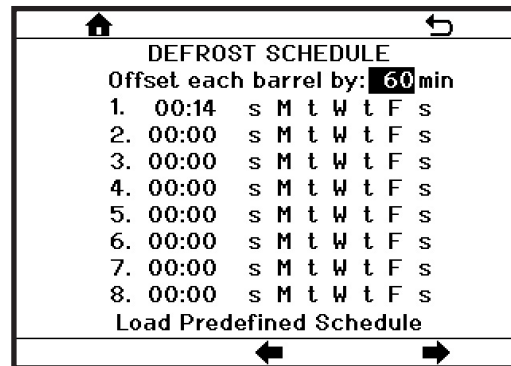 DEFROST SCHEDULE
Offset each barrel by: 60 min
1. 00:14 s M t W t F s
2. 00:00 s M t W t F s
3. 00:00 s M t W t F s
4. 00:00 s M t W t F s
5. 00:00 s M t W t F s
6. 00:00 s M t W t F s
7. 00:00 s M t W t F s
8. 00:00 s M t W t F s
Load Predefined Schedule